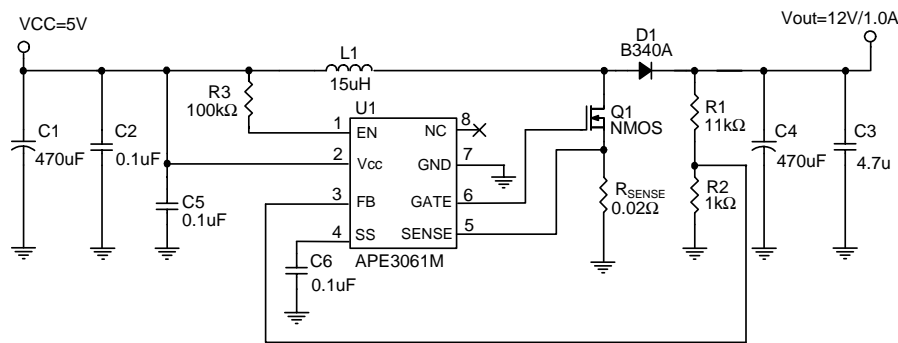 VCC=5V
Vout=12V/1.0A
L1
15uH
D1
B340A
R3
100kΩ
U1
C1
470uF
C2
0.1uF
1
EN
NC
8
2
Vcc
GND
7
3
FB
GATE
6
4
SS
SENSE
5
APE3061M
Q1
NMOS
R1
11kΩ
C4
470uF
C3
4.7u
C5
0.1uF
RSENSE
0.02Ω
R2
1kΩ
C6
0.1uF